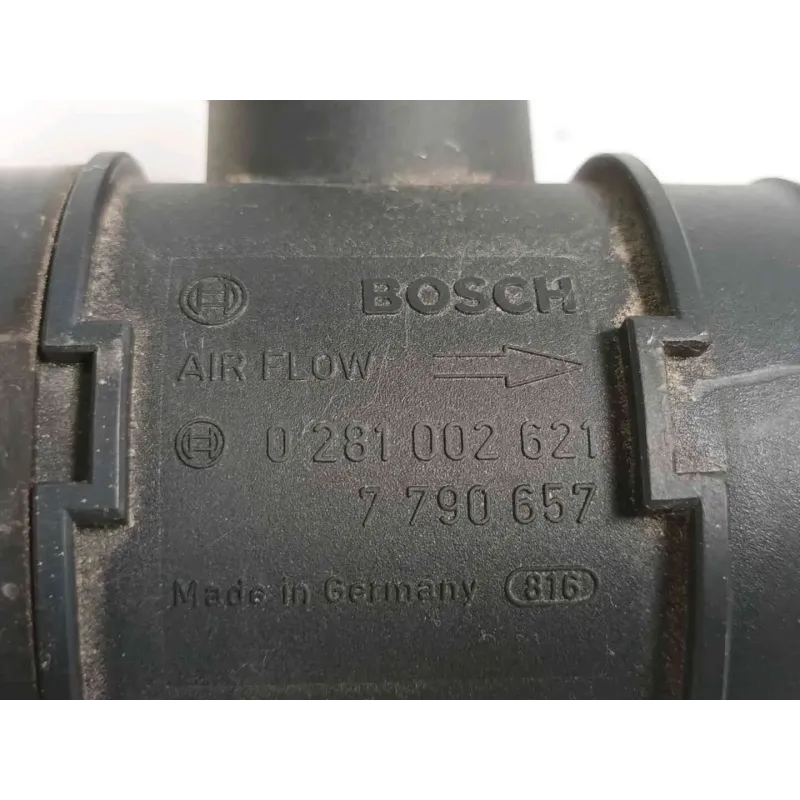 BOSCH
AIR FLOW
0 281 002 621
7 790 657
Made in Germany 816